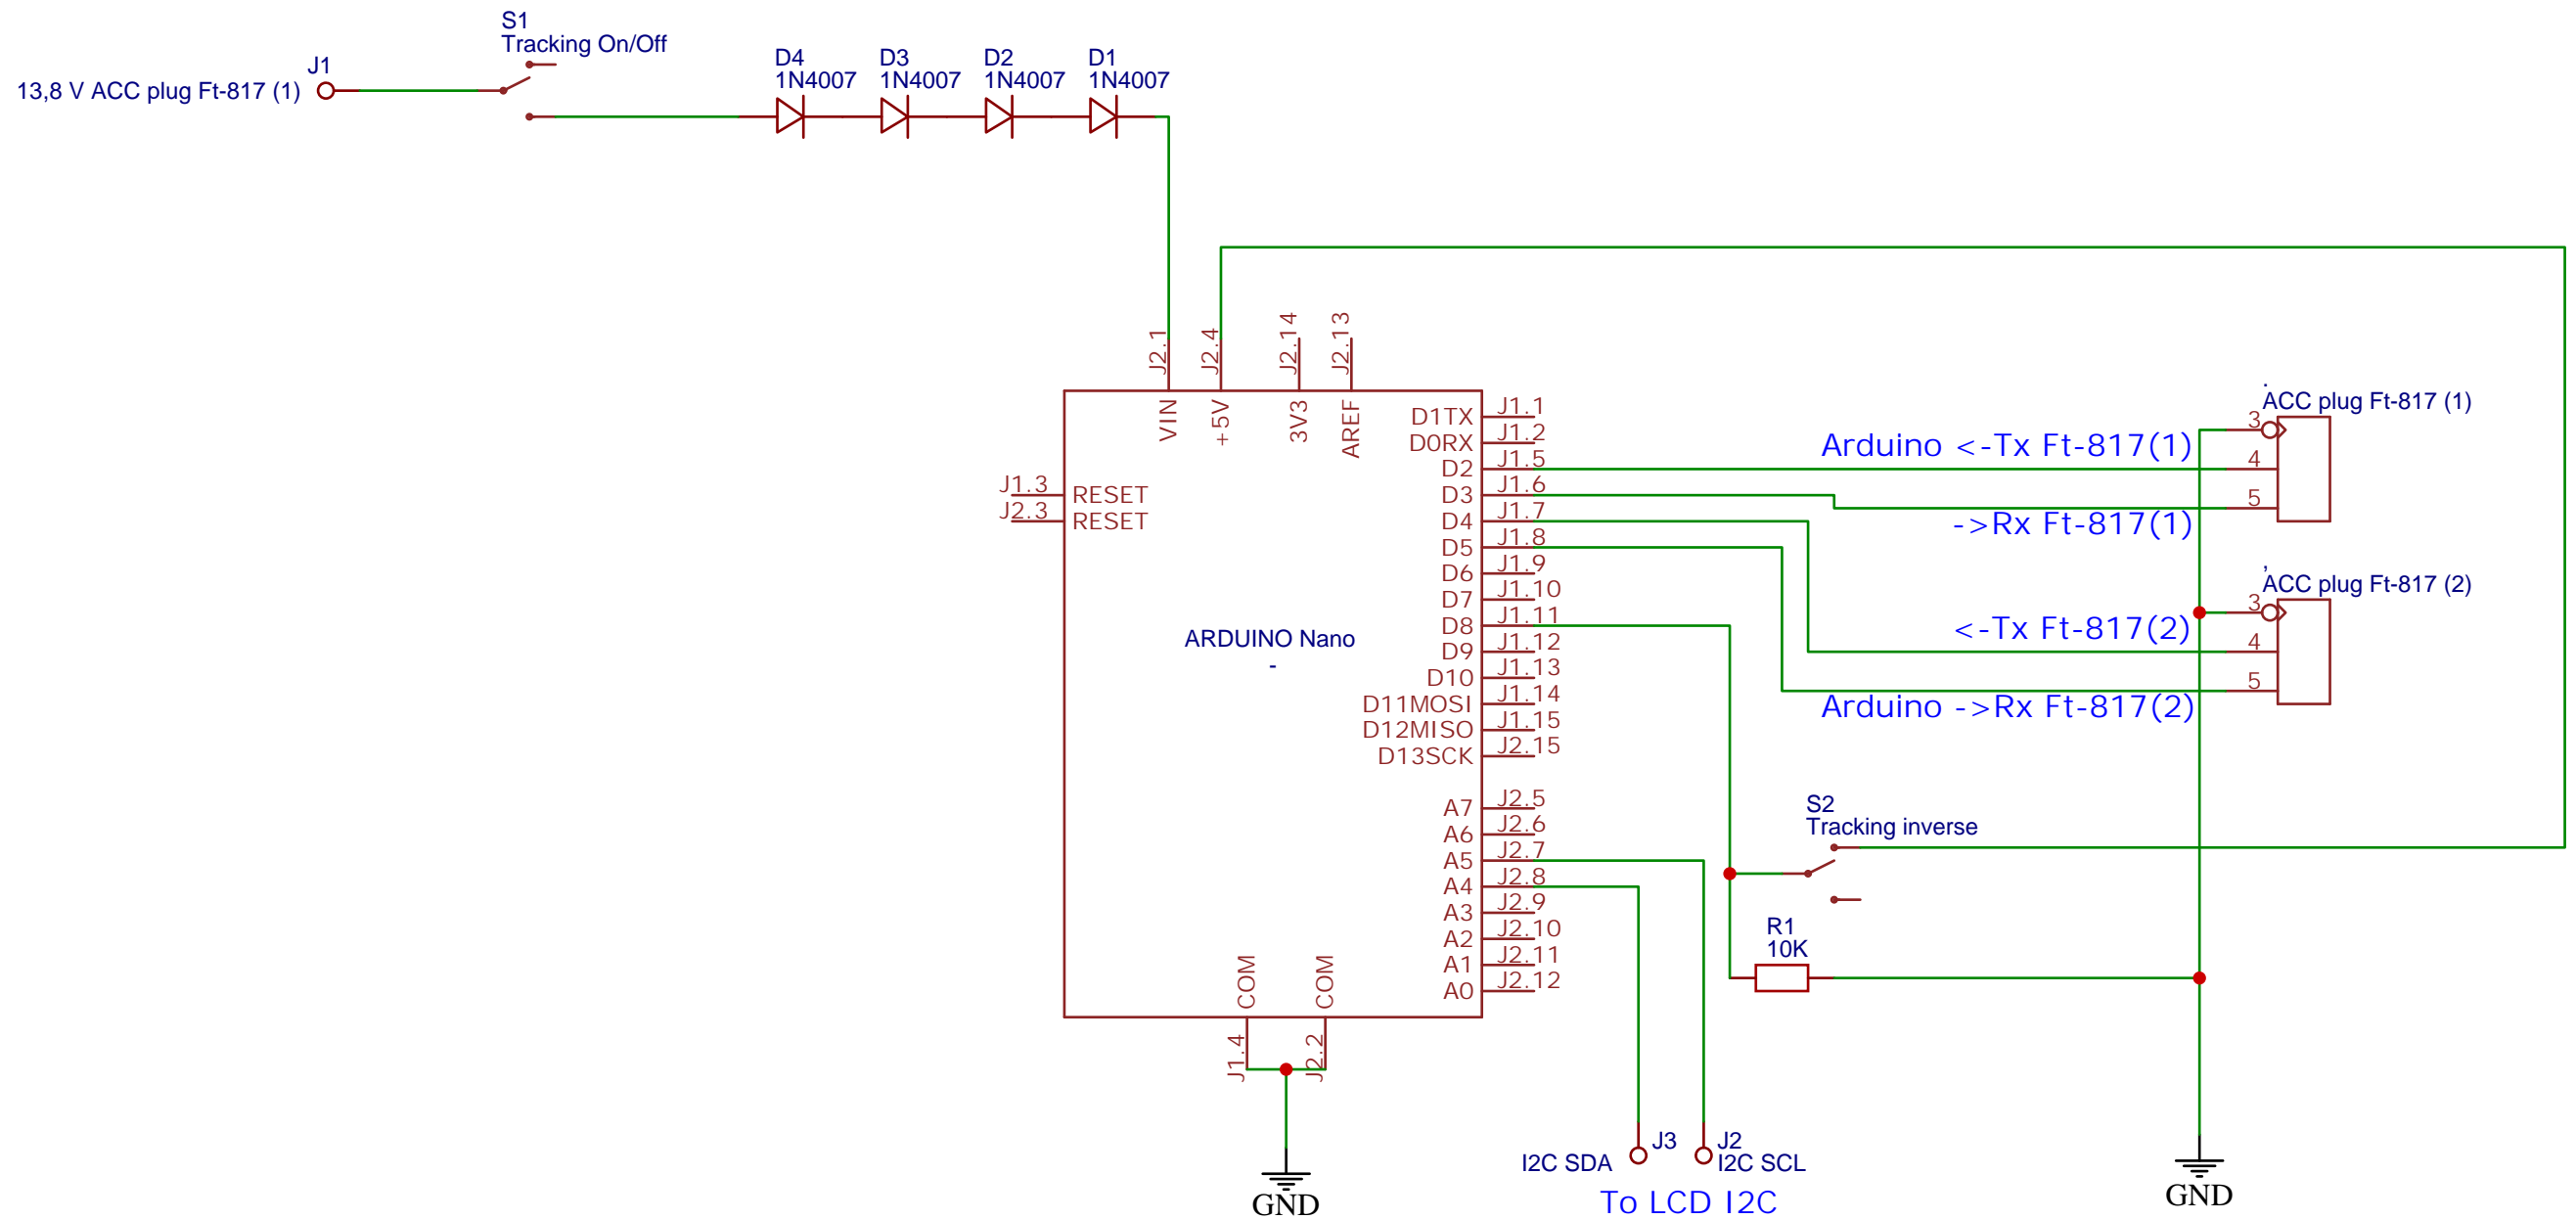 S1
Tracking On/Off
J1
13,8 V ACC plug Ft-817 (1)
D4
1N4007
D3
1N4007
D2
1N4007
D1
1N4007
J2.1
J2.4
J2.14
J2.13
VIN
+5V
3V3
AREF
J1.3
RESET
J2.3
RESET
ARDUINO Nano
-
D1TX J1.1
D0RX J1.2
D2 J1.5
D3 J1.6
D4 J1.7
D5 J1.8
D6 J1.9
D7 J1.10
D8 J1.11
D9 J1.12
D10 J1.13
D11MOSI J1.14
D12MISO J1.15
D13SCK J2.15
A7 J2.5
A6 J2.6
A5 J2.7
A4 J2.8
A3 J2.9
A2 J2.10
A1 J2.11
A0 J2.12
COM
COM
J1.4
J2.2
GND
.
ACC plug Ft-817 (1)
3
Arduino <-Tx Ft-817(1)
4
5
->Rx Ft-817(1)
,
ACC plug Ft-817 (2)
3
<-Tx Ft-817(2)
4
5
Arduino ->Rx Ft-817(2)
S2
Tracking inverse
R1
10K
J3
I2C SDA
J2
I2C SCL
To LCD I2C
GND